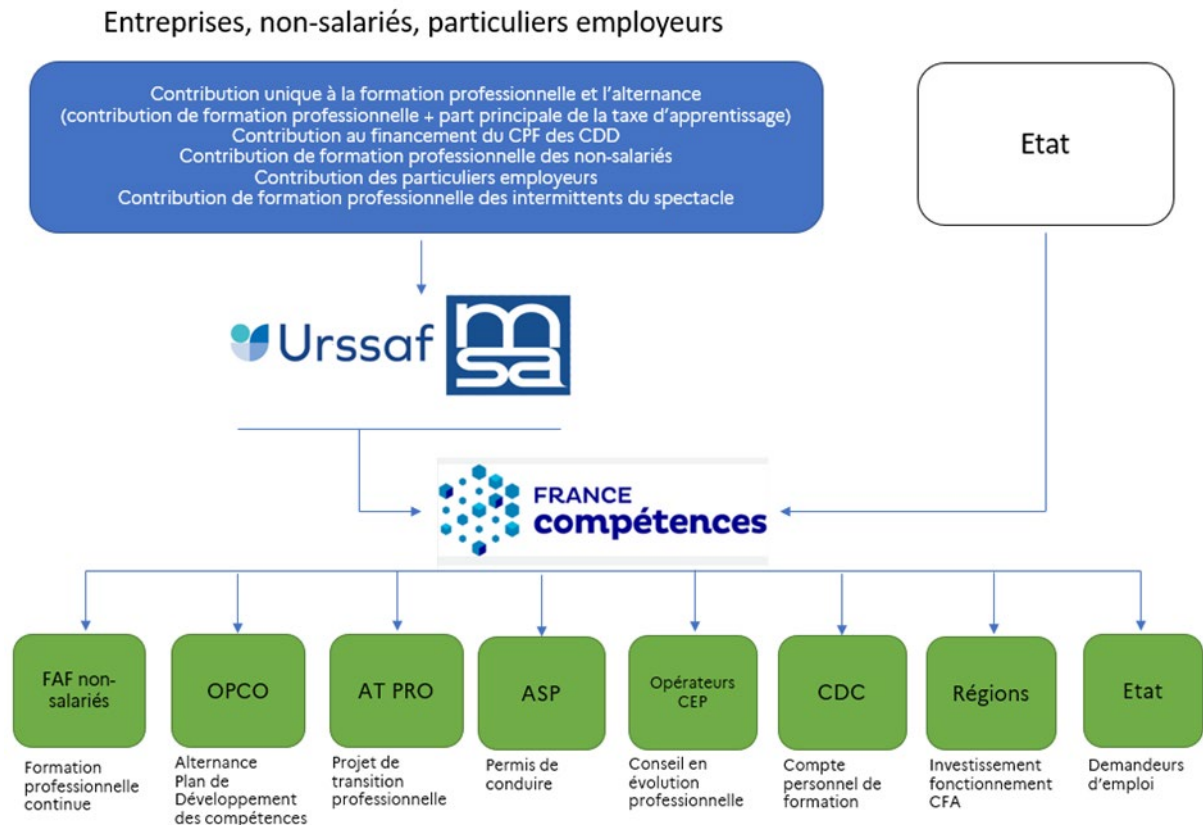 Entreprises, non-salariés, particuliers employeurs
Contribution unique à la formation professionnelle et l'alternance
(contribution de formation professionnelle + part principale de la taxe d'apprentissage)
Contribution au financement du CPF des CDD
Contribution de formation professionnelle des non-salariés
Contribution des particuliers employeurs
Contribution de formation professionnelle des intermittents du spectacle
Etat
Urssaf
msa
FRANCE
compétences
FAF non-
salariés
OPCO
AT PRO
ASP
Opérateurs
CEP
CDC
Régions
Etat
Formation
professionnelle
continue
Alternance
Plan de
Développement
des compétences
Projet de
transition
professionnelle
Permis de
conduire
Conseil en
évolution
professionnelle
Compte
personnel de
formation
Investissement
fonctionnement
CFA
Demandeurs
d'emploi